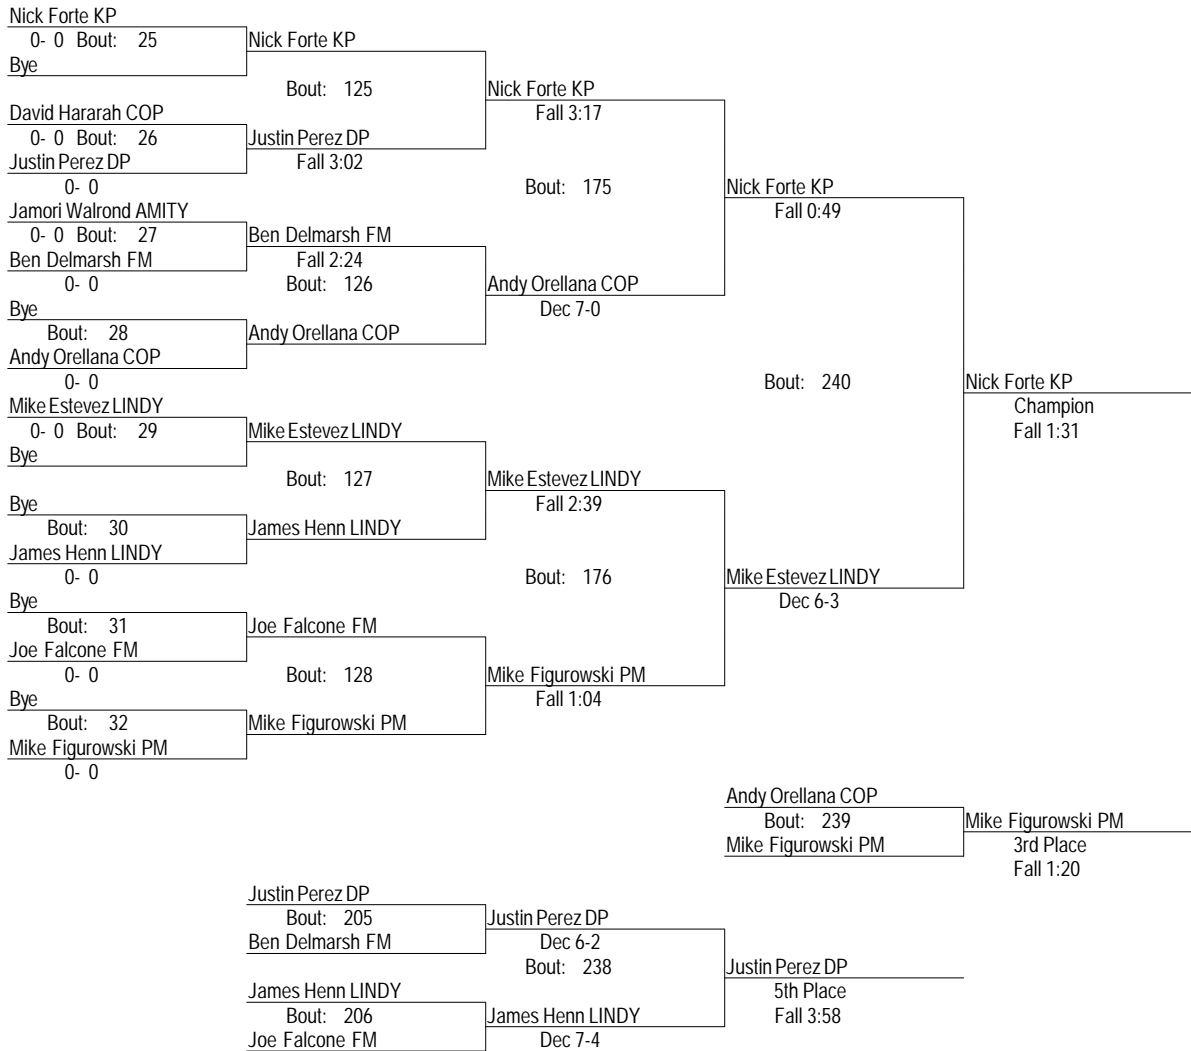 Nick Forte KP
0- 0 Bout: 25
Nick Forte KP
Bye
Bout: 125
Nick Forte KP
David Hararah COP
Fall 3:17
0- 0 Bout: 26
Justin Perez DP
Justin Perez DP
Fall 3:02
0- 0
Bout: 175
Nick Forte KP
Jamori Walrond AMITY
Fall 0:49
0- 0 Bout: 27
Ben Delmarsh FM
Ben Delmarsh FM
Fall 2:24
0- 0
Bout: 126
Andy Orellana COP
Bye
Dec 7-0
Bout: 28
Andy Orellana COP
Andy Orellana COP
0- 0
Bout: 240
Nick Forte KP
Mike Estevez LINDY
Champion
0- 0 Bout: 29
Mike Estevez LINDY
Fall 1:31
Bye
Bout: 127
Mike Estevez LINDY
Bye
Fall 2:39
Bout: 30
James Henn LINDY
James Henn LINDY
0- 0
Bout: 176
Mike Estevez LINDY
Bye
Dec 6-3
Bout: 31
Joe Falcone FM
Joe Falcone FM
0- 0
Bout: 128
Mike Figurowski PM
Bye
Fall 1:04
Bout: 32
Mike Figurowski PM
Mike Figurowski PM
0- 0
Andy Orellana COP
Bout: 239
Mike Figurowski PM
Mike Figurowski PM
3rd Place
Fall 1:20
Justin Perez DP
Bout: 205
Justin Perez DP
Ben Delmarsh FM
Dec 6-2
Bout: 238
Justin Perez DP
James Henn LINDY
5th Place
Bout: 206
James Henn LINDY
Fall 3:58
Joe Falcone FM
Dec 7-4